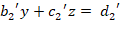 b₂′y + c₂′z = d₂′